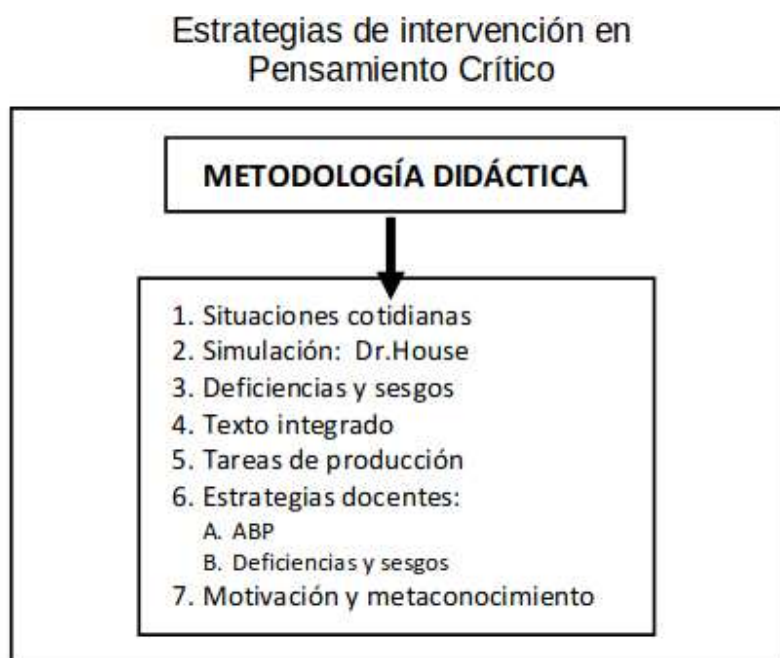 Estrategias de intervención en
Pensamiento Crítico
METODOLOGÍA DIDÁCTICA
1. Situaciones cotidianas
2. Simulación: Dr.House
3. Deficiencias y sesgos
4. Texto integrado
5. Tareas de producción
6. Estrategias docentes:
A. ABP
B. Deficiencias y sesgos
7. Motivación y metaconocimiento